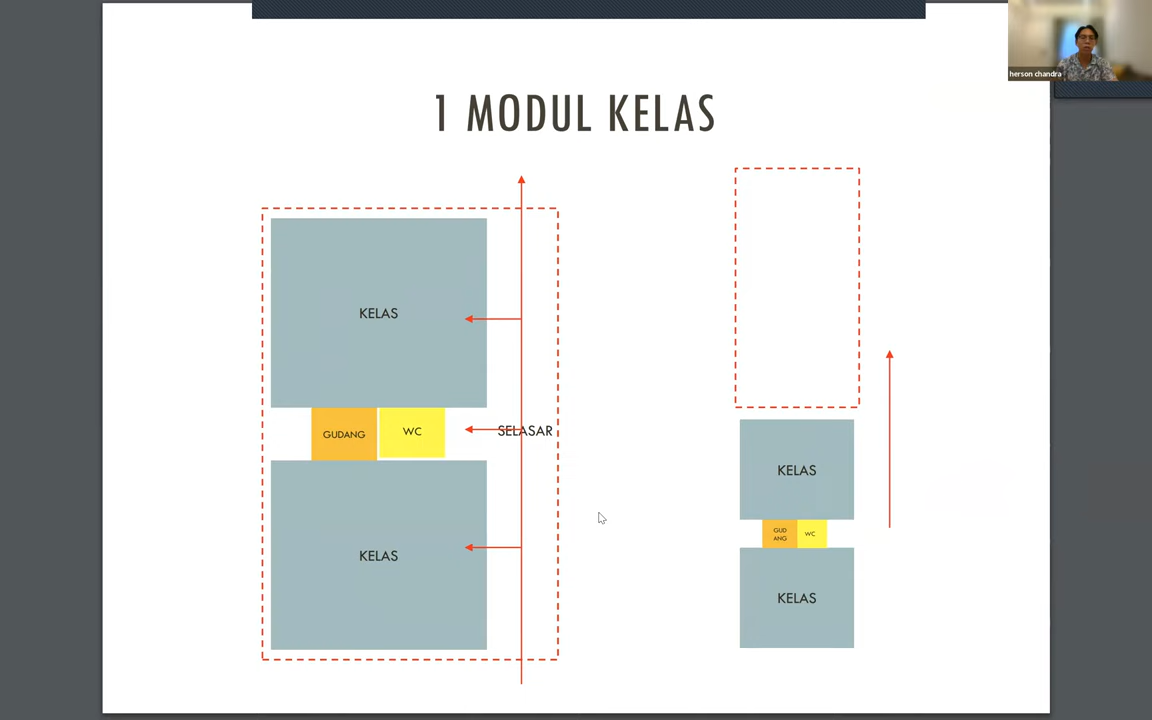 herson chandra
1 MODUL KELAS
KELAS
GUDANG
WC
SELASAR
KELAS
KELAS
GUD
ANG
WC
KELAS